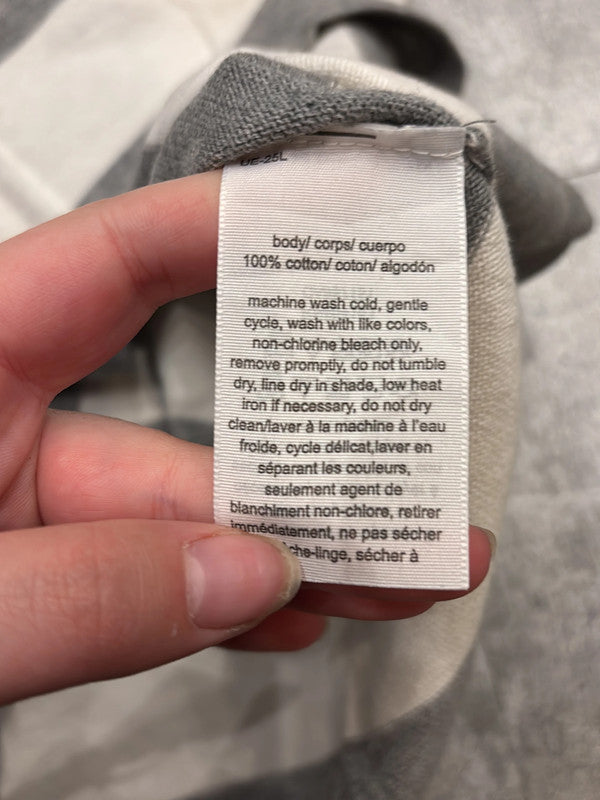 body/ corps/ cuerpo
100% cotton/ coton/ algodón
machine wash cold, gentle
cycle, wash with like colors,
non-chlorine bleach only,
remove promptly, do not tumble
dry, line dry in shade, low heat
iron if necessary, do not dry
clean/laver à la machine à l'eau
froide, cycle délicat,laver en
séparant les couleurs,
seulement agent de
blanchiment non-chlore, retirer
immédiatement, ne pas sécher
che-linge, sécher à